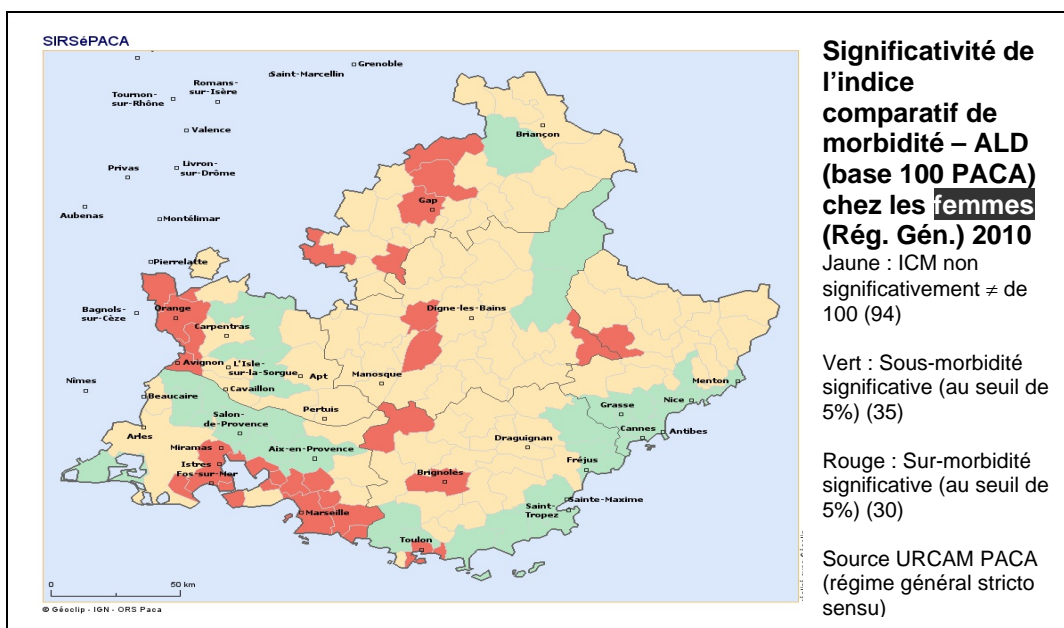 SIRSéPACA
Grenoble
Saint-Marcellin
Romans-
sur-Isère
Tournon-
sur-Rhône
Valence
Briançon
Privas
Livron-
sur-Drôme
Gap
Aubenas
Montélimar
Pierrelatte
Bagnols-
sur-Cèze
Orange
Digne-les-Bains
Carpentras
Avignon
L'Isle-
sur-la-Sorgue
Apt
Manosque
Menton
Nîmes
Cavaillon
Beaucaire
Nice
Grasse
Pertuis
Salon-
de-Provence
Cannes
Antibes
Arles
Draguignan
Miramas
Aix-en-Provence
Istres
Fos-sur-Mer
Fréjus
Brignoles
Sainte-Maxime
Saint-
Tropez
Marseille
Toulon
0
50 km
© Géoclip - IGN - ORS Paca
Significativité de
l’indice
comparatif de
morbidité – ALD
(base 100 PACA)
chez les femmes
(Rég. Gén.) 2010
Jaune : ICM non
significativement ≠ de
100 (94)
Vert : Sous-morbidité
significative (au seuil de
5%) (35)
Rouge : Sur-morbidité
significative (au seuil de
5%) (30)
Source URCAM PACA
(régime général stricto
sensu)